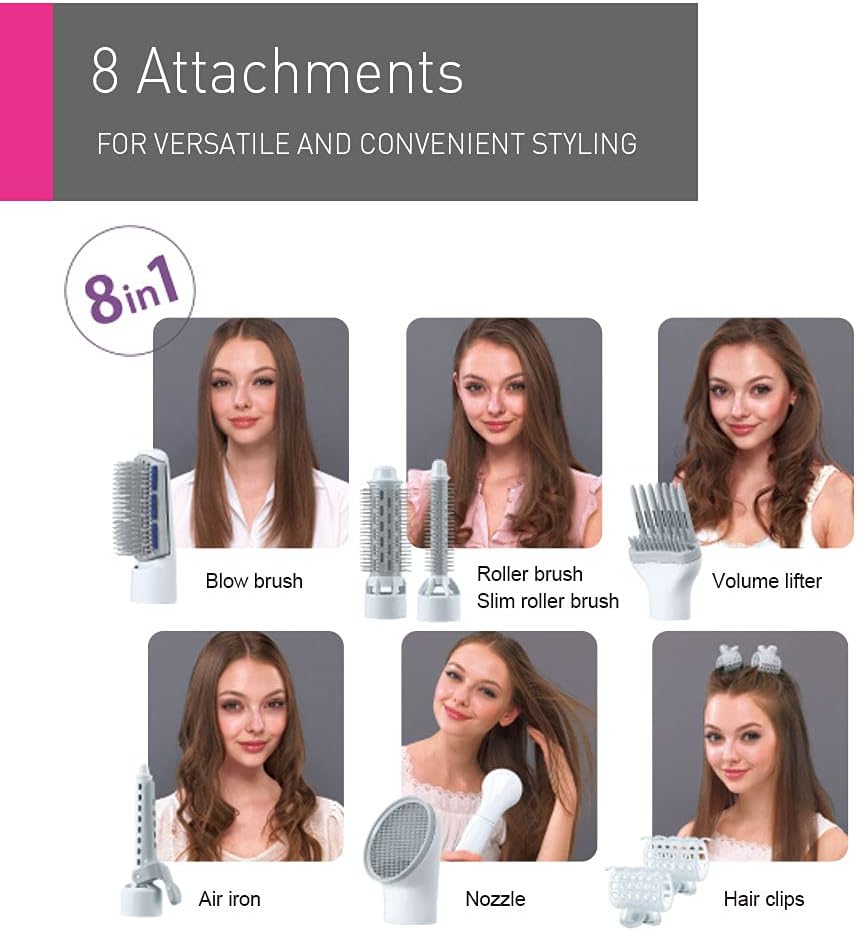 8 Attachments
FOR VERSATILE AND CONVENIENT STYLING
8in1
Blow brush
Roller brush
Slim roller brush
Volume lifter
Air iron
Nozzle
Hair clips